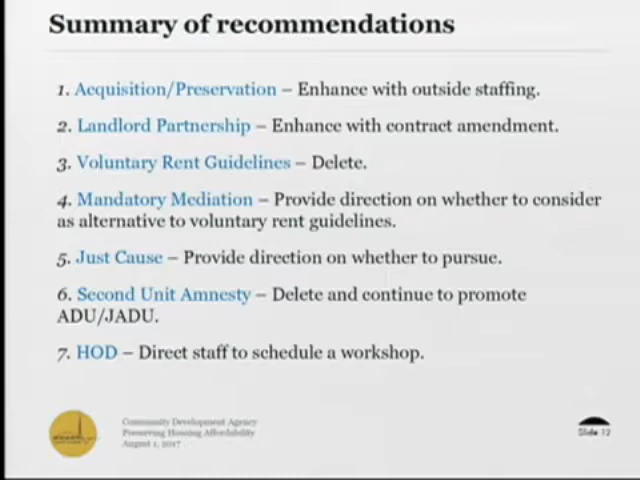 Summary of recommendations
1. Acquisition/Preservation – Enhance with outside staffing.
2. Landlord Partnership – Enhance with contract amendment.
3. Voluntary Rent Guidelines – Delete.
4. Mandatory Mediation – Provide direction on whether to consider
as alternative to voluntary rent guidelines.
5. Just Cause – Provide direction on whether to pursue.
6. Second Unit Amnesty – Delete and continue to promote
ADU/JADU.
7. HOD – Direct staff to schedule a workshop.
Community Development Agency
Preserving Housing Affordability
August 1, 2017
Slide 12